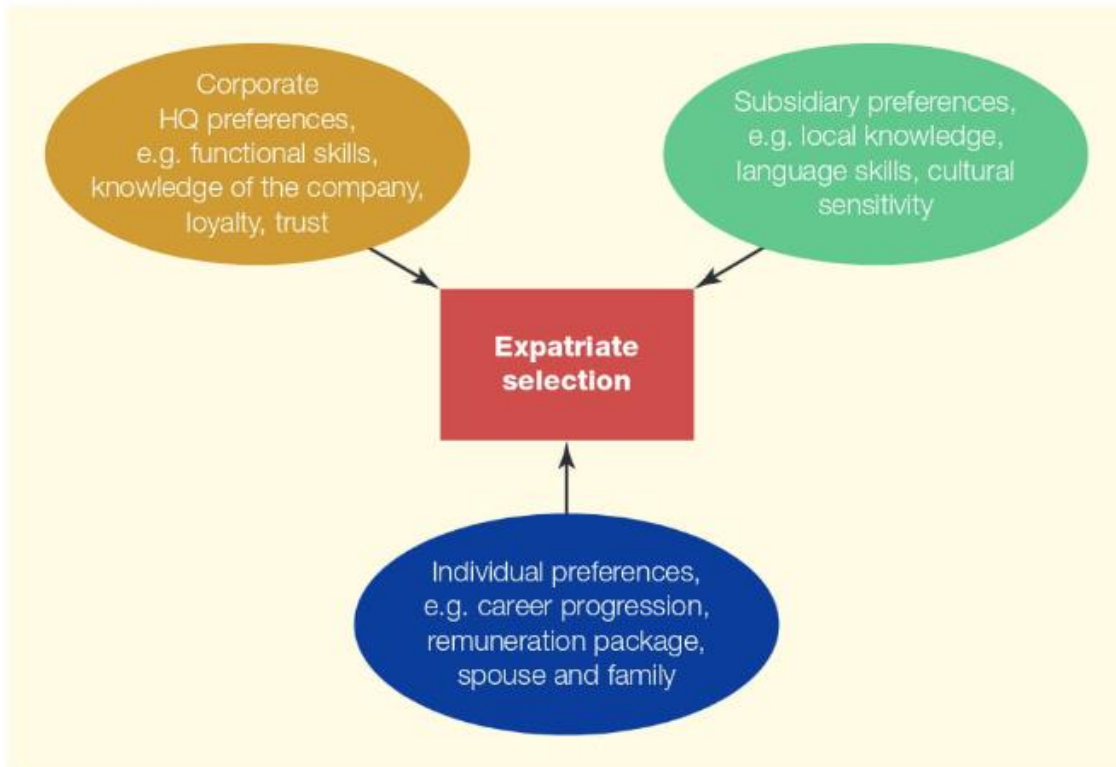 Corporate
HQ preferences,
e.g. functional skills,
knowledge of the company,
loyalty, trust
Subsidiary preferences,
e.g. local knowledge,
language skills, cultural
sensitivity
Expatriate
selection
Individual preferences,
e.g. career progression,
remuneration package,
spouse and family